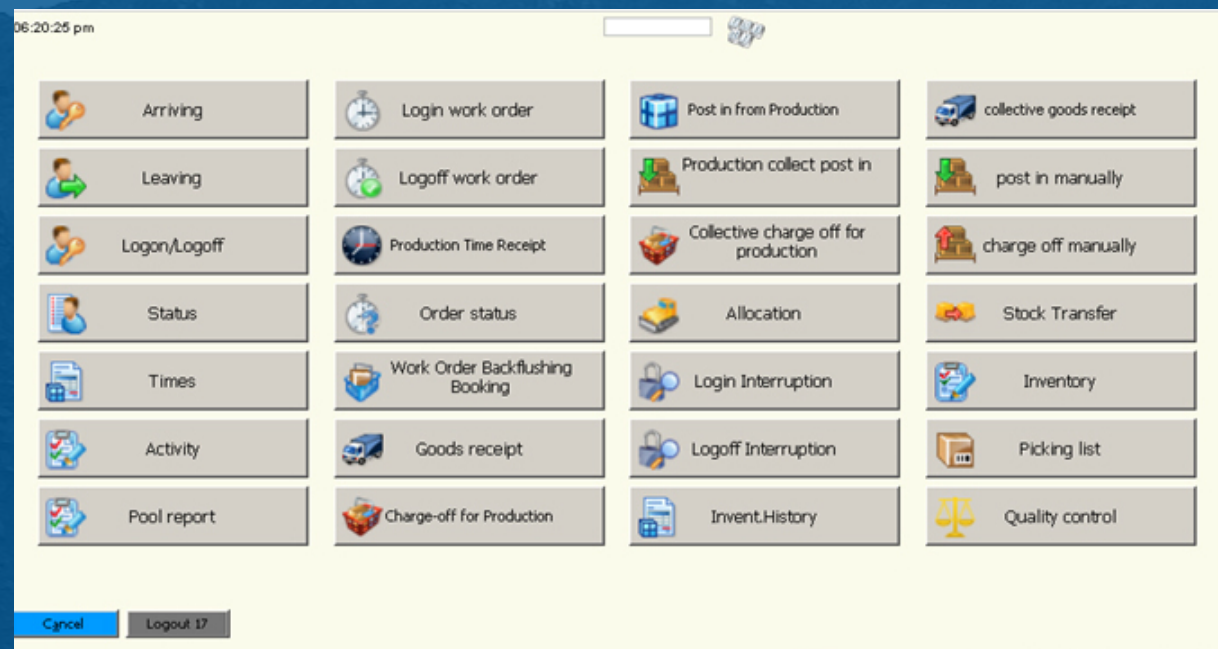 06:20:25 pm
Arriving
Login work order
Post in from Production
collective goods receipt
Leaving
Logoff work order
Production collect post in
post in manually
Logon/Logoff
Production Time Receipt
Collective charge off for
production
charge off manually
Status
Order status
Allocation
Stock Transfer
Times
Work Order Backflushing
Booking
Login Interruption
Inventory
Activity
Goods receipt
Logoff Interruption
Picking list
Pool report
Charge-off for Production
Invent.History
Quality control
Cancel
Logout 17